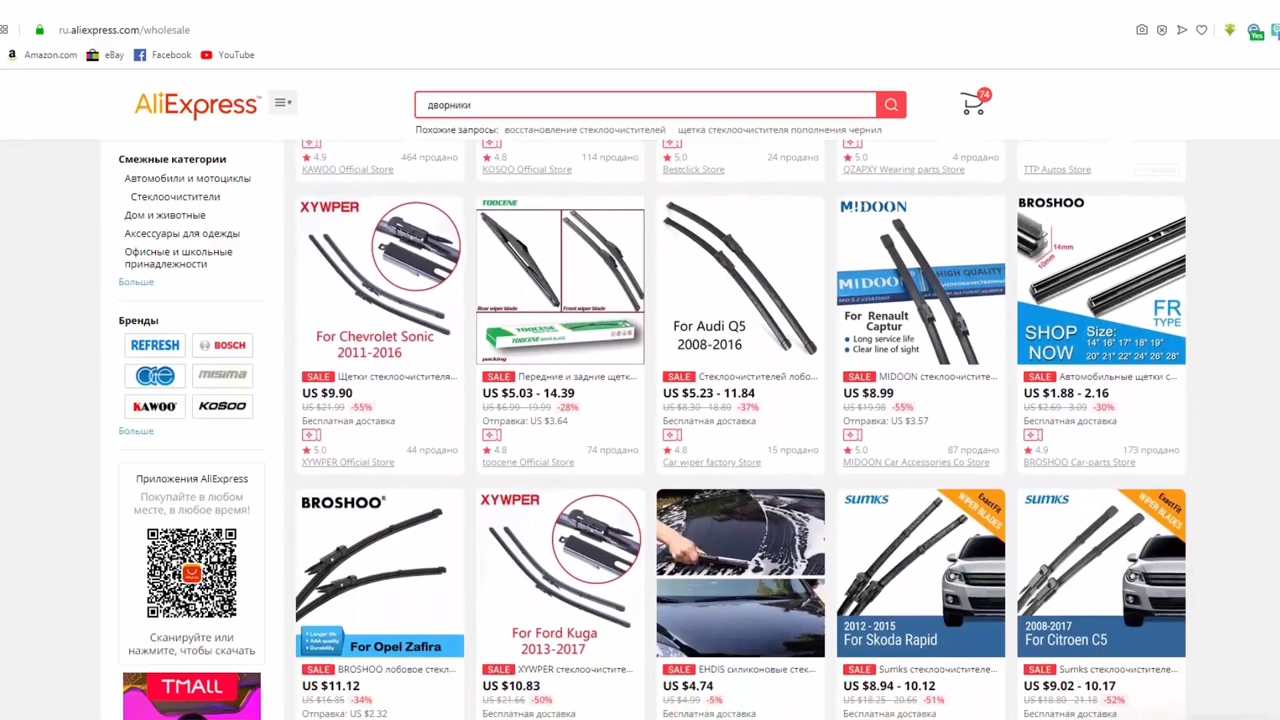 ru.aliexpress.com/wholesale
a Amazon.com eBay Facebook YouTube
AliExpress
дворники
74
Похожие запросы: восстановление стеклоочистителей щетка стеклоочистителя пополнения чернил
Смежные категории
Автомобили и мотоциклы
Стеклоочистители
Дом и животные
Аксессуары для одежды
Офисные и школьные
принадлежности
Больше
Бренды
REFRESH
BOSCH
MISIMA
KAWOO
KOSOO
Больше
Приложения AliExpress
Покупайте в любом
месте, в любое время!
Сканируйте или
нажмите, чтобы скачать
TMALL
4.9 464 продано
KAWOO Official Store
4.8 114 продано
KOSOO Official Store
5.0 24 продано
Bestclick Store
5.0 4 продано
QZAPXY Wearing parts Store
TTP Autos Store
XYWPER
For Chevrolet Sonic
2011-2016
SALE Щетки стеклоочистителя...
US $9.90
US $21.99 -55%
Бесплатная доставка
5.0 44 продано
XYWPER Official Store
TOOCENE
Rear wiper blade
Front wiper blade
TOOCENE
packing
SALE Передние и задние щетк...
US $5.03 - 14.39
US $6.99 - 19.99 -28%
Отправка: US $3.64
4.8 74 продано
toocene Official Store
For Audi Q5
2008-2016
SALE Стеклоочистителей лобо...
US $5.23 - 11.84
US $8.30 - 18.80 -37%
Бесплатная доставка
4.8 15 продано
Car wiper factory Store
MIDOON
MIDOON
HIGH QUALITY
For Renault
Captur
Long service life
Clear line of sight
SALE MIDOON стеклоочистите...
US $8.99
US $19.98 -55%
Отправка: US $3.57
5.0 87 продано
MIDOON Car Accessories Co Store
BROSHOO
14mm
10mm
FR
TYPE
SHOP
NOW
Size:
14" 16" 17" 18" 19"
20" 21" 22" 24" 26" 28"
SALE Автомобильные щетки с...
US $1.88 - 2.16
US $2.69 - 3.09 -30%
Бесплатная доставка
4.9 173 продано
BROSHOO Car-parts Store
BROSHOO
Longer life
AAA quality
Durability
For Opel Zafira
SALE BROSHOO лобовое стекл...
US $11.12
US $16.85 -34%
Отправка: US $2.32
XYWPER
For Ford Kuga
2013-2017
SALE XYWPER стеклоочистите...
US $10.83
US $21.66 -50%
Бесплатная доставка
SALE EHDIS силиконовые стек...
US $4.74
US $4.99 -5%
Бесплатная доставка
SUMKS
ExactFit
WIPER BLADES
2012 - 2015
For Skoda Rapid
SALE Sumks стеклоочистителе...
US $8.94 - 10.12
US $18.25 - 20.66 -51%
Бесплатная доставка
SUMKS
ExactFit
WIPER BLADES
2008-2017
For Citroen C5
SALE Sumks стеклоочистителе...
US $9.02 - 10.17
US $18.80 - 21.18 -52%
Бесплатная доставка